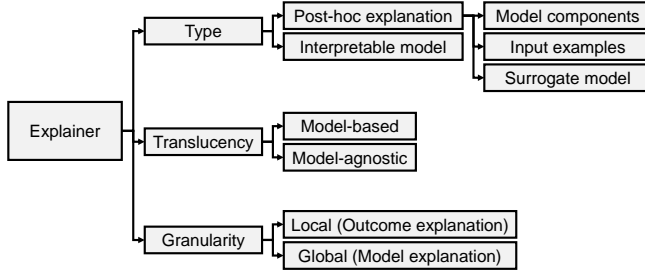 Explainer
Type
Post-hoc explanation
Interpretable model
Model components
Input examples
Surrogate model
Translucency
Model-based
Model-agnostic
Granularity
Local (Outcome explanation)
Global (Model explanation)